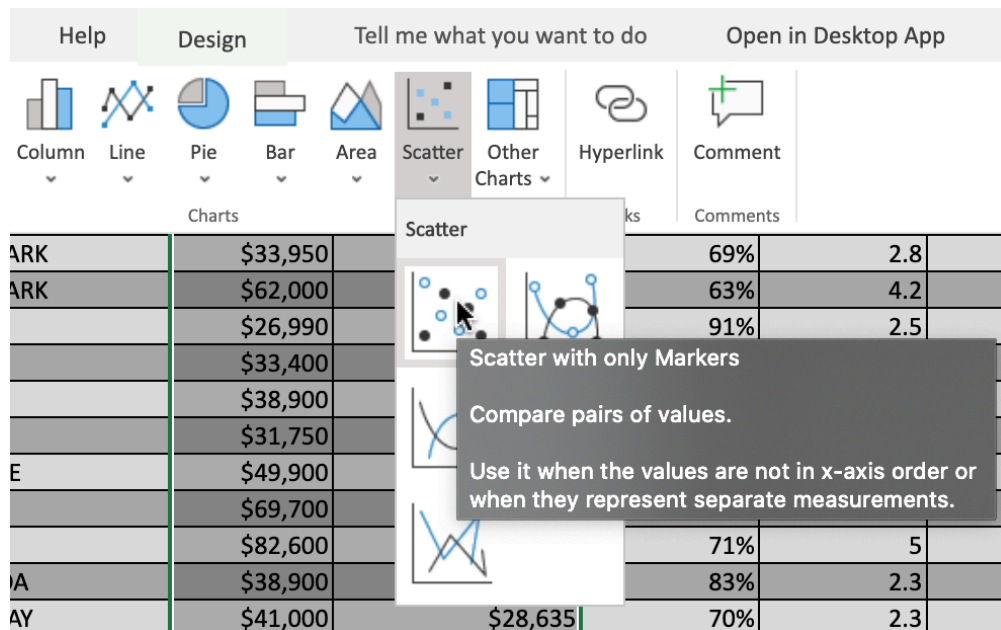 Help Design Tell me what you want to do Open in Desktop App
Column Line Pie Bar Area Scatter Other Charts Hyperlink Comment
Charts ks Comments
Scatter
ARK $33,950 69% 2.8
ARK $62,000 63% 4.2
$26,990 91% 2.5
$33,400
Scatter with only Markers
$38,900
Compare pairs of values.
$31,750
E $49,900
Use it when the values are not in x-axis order or
when they represent separate measurements.
$69,700
$82,600 71% 5
DA $38,900 83% 2.3
AY $41,000 $28,635 70% 2.3